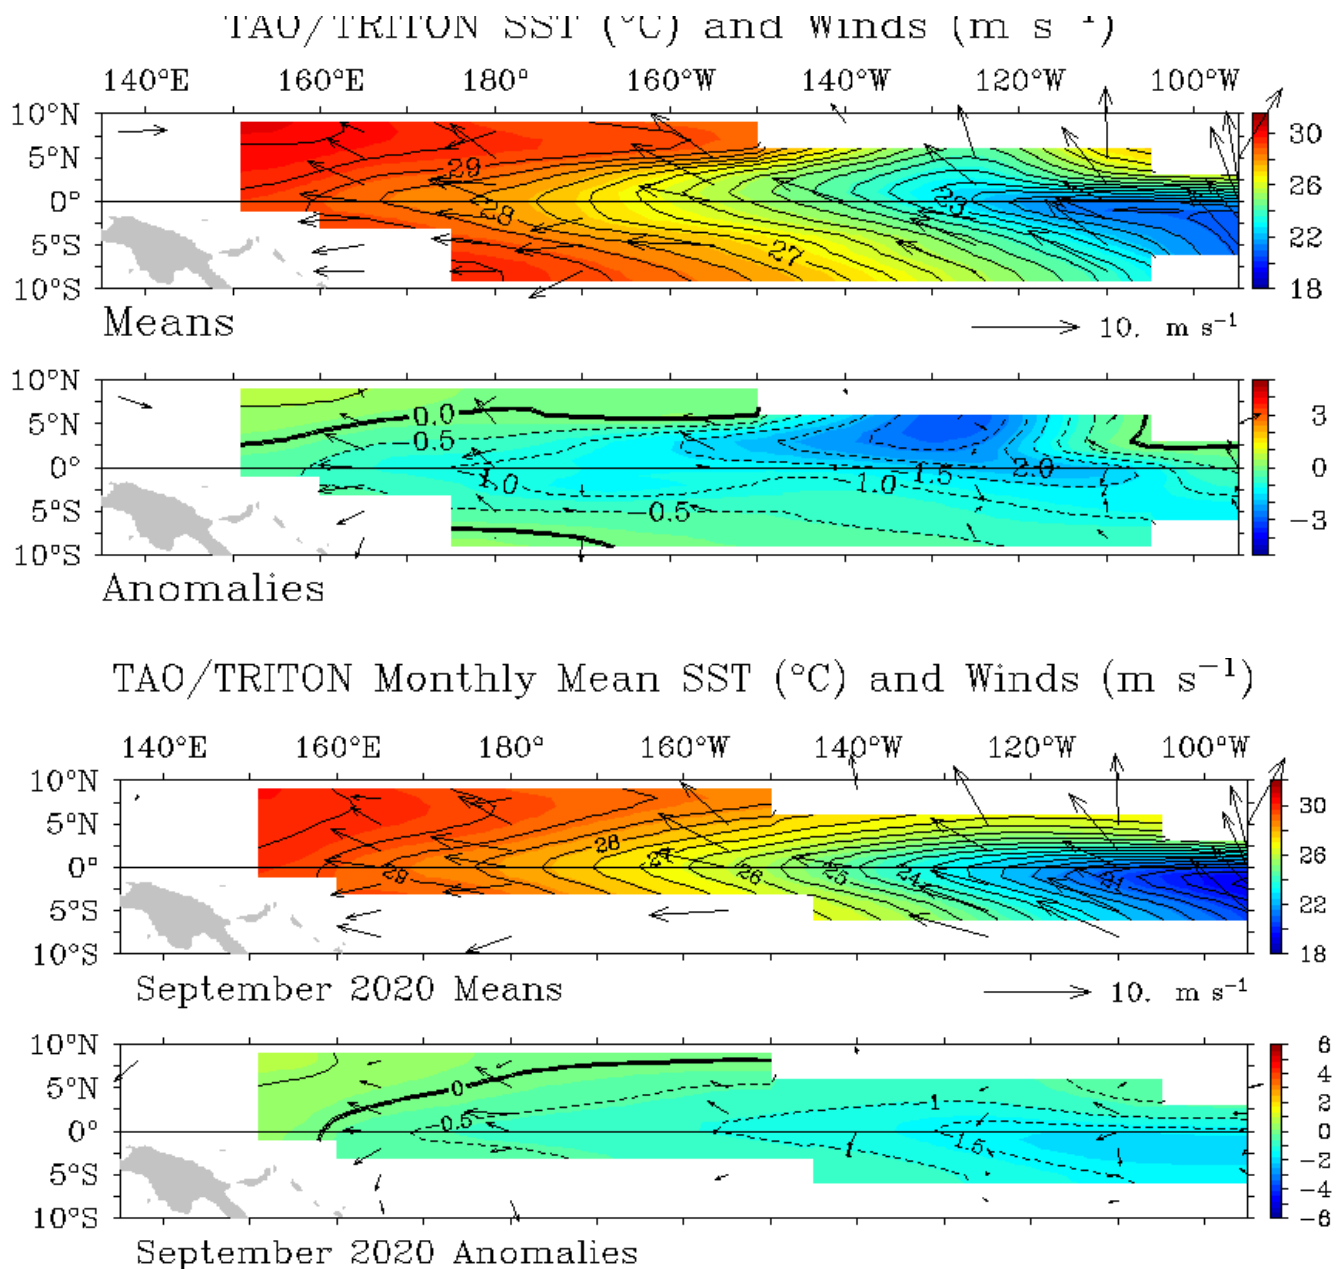 TAO/TRITON SST (°C) and Winds (m s⁻¹)
140°E 160°E 180° 160°W 140°W 120°W 100°W
10°N
5°N
0°
5°S
10°S
29
28
27
23
30
26
22
18
Means
10. m s⁻¹
10°N
5°N
0°
5°S
10°S
0.0
-0.5
-1.0
-0.5
-1.0
-1.5
-2.0
3
0
-3
Anomalies
TAO/TRITON Monthly Mean SST (°C) and Winds (m s⁻¹)
140°E 160°E 180° 160°W 140°W 120°W 100°W
10°N
5°N
0°
5°S
10°S
29
28
27
26
25
24
21
30
26
22
18
September 2020 Means
10. m s⁻¹
10°N
5°N
0°
5°S
10°S
0
-0.5
1
1.5
6
4
2
0
-2
-4
-6
September 2020 Anomalies